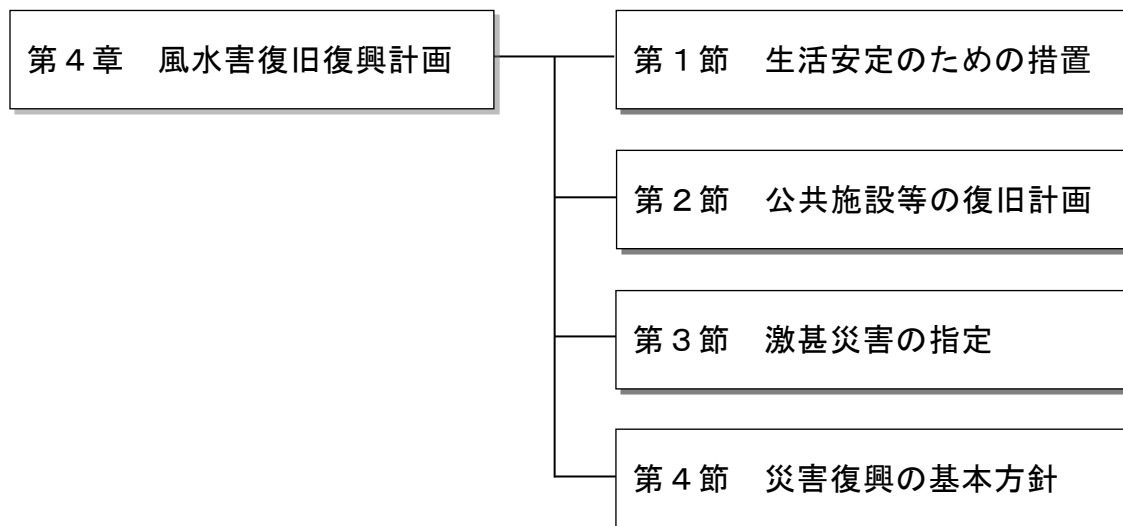 第４章　風水害復旧復興計画
第１節　生活安定のための措置
第２節　公共施設等の復旧計画
第３節　激甚災害の指定
第４節　災害復興の基本方針